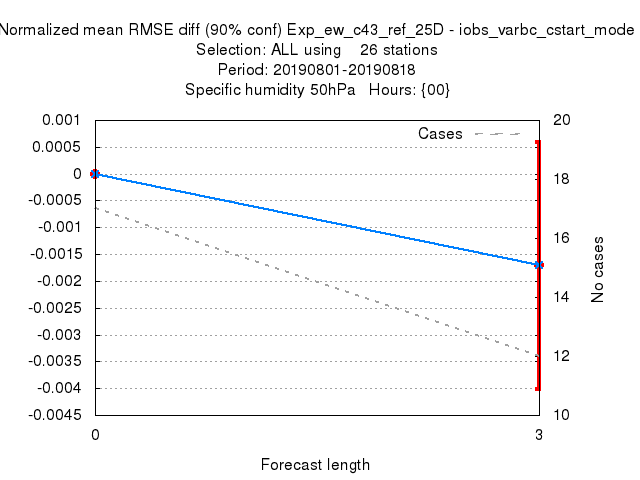 Normalized mean RMSE diff (90% conf) Exp_ew_c43_ref_25D - iobs_varbc_cstart_mode
Selection: ALL using 26 stations
Period: 20190801-20190818
Specific humidity 50hPa Hours: {00}
0.001
0.0005
0
-0.0005
-0.001
-0.0015
-0.002
-0.0025
-0.003
-0.0035
-0.004
-0.0045
Cases
20
18
16
14
12
10
No cases
0
3
Forecast length